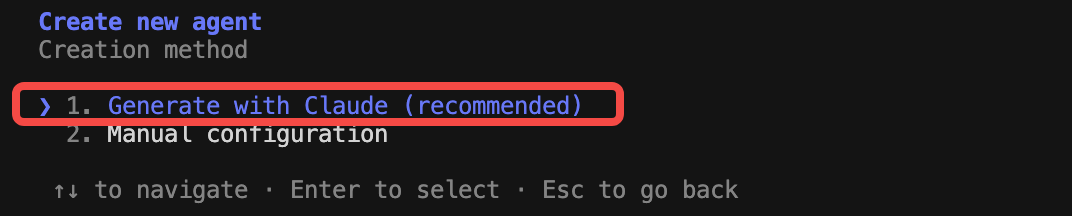 Create new agent
Creation method
❯ 1. Generate with Claude (recommended)
2. Manual configuration
↑↓ to navigate · Enter to select · Esc to go back